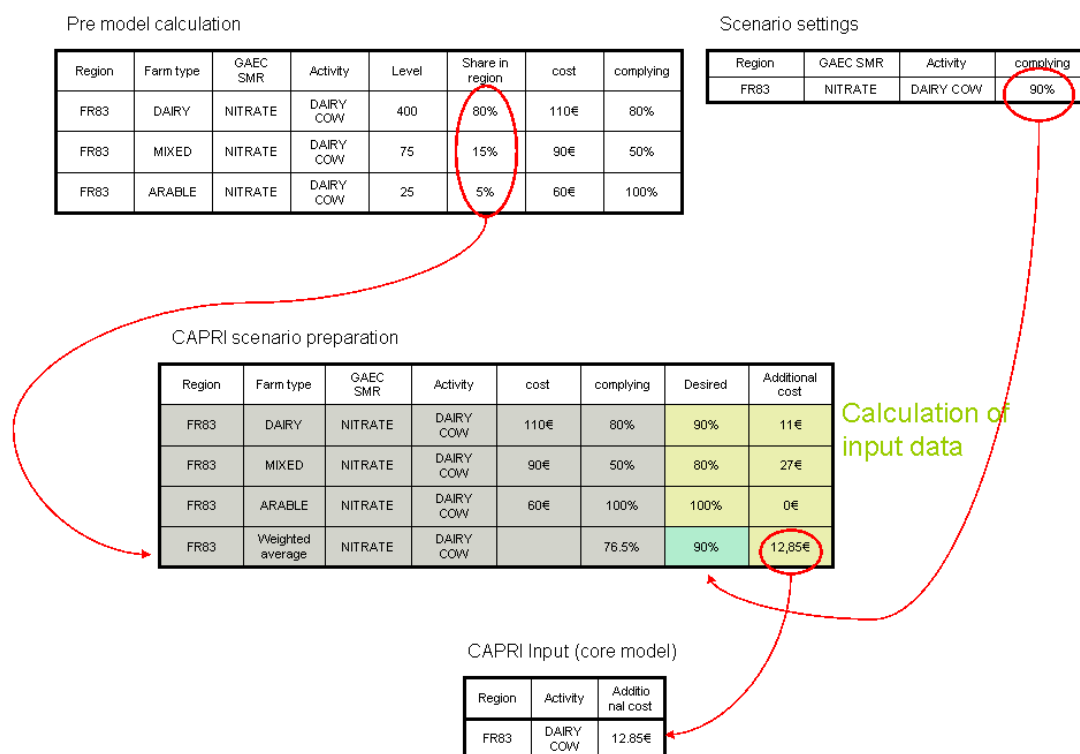 Pre model calculation
Scenario settings
Region Farm type GAEC SMR Activity Level Share in region cost complying
FR83 DAIRY NITRATE DAIRY COW 400 80% 110€ 80%
FR83 MIXED NITRATE DAIRY COW 75 15% 90€ 50%
FR83 ARABLE NITRATE DAIRY COW 25 5% 60€ 100%
Region GAEC SMR Activity complying
FR83 NITRATE DAIRY COW 90%
CAPRI scenario preparation
Region Farm type GAEC SMR Activity cost complying Desired Additional cost
FR83 DAIRY NITRATE DAIRY COW 110€ 80% 90% 11€
FR83 MIXED NITRATE DAIRY COW 90€ 50% 80% 27€
FR83 ARABLE NITRATE DAIRY COW 60€ 100% 100% 0€
FR83 Weighted average NITRATE DAIRY COW 76.5% 90% 12,85€
Calculation of
input data
CAPRI Input (core model)
Region Activity Additio nal cost
FR83 DAIRY COW 12.85€